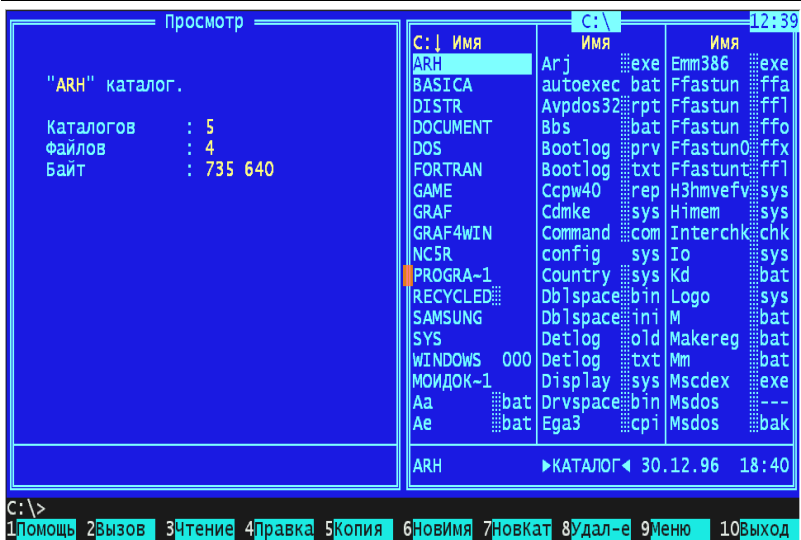 Просмотр
"ARH" каталог.
Каталогов : 5
Файлов : 4
Байт : 735 640
C:\ 12:39
C:↓ Имя Имя Имя
ARH Arj ░exe Emm386 ░exe
BASICA autoexec bat Ffastun ░ffa
DISTR Avpdos32░rpt Ffastun ░ffl
DOCUMENT Bbs ░bat Ffastun ░ffo
DOS Bootlog ░prv Ffastun0░ffx
FORTRAN Bootlog ░txt Ffastunt░ffl
GAME Ccpw40 ░rep H3hmvefv░sys
GRAF Cdmke ░sys Himem ░sys
GRAF4WIN Command ░com Interchk░chk
NC5R config sys Io ░sys
PROGRA~1 Country ░sys Kd ░bat
RECYCLED░ Dblspace░bin Logo ░sys
SAMSUNG Dblspace░ini M ░bat
SYS Detlog ░old Makereg ░bat
WINDOWS 000 Detlog ░txt Mm ░bat
МОИДОК~1 Display ░sys Mscdex ░exe
Aa ░bat Drvspace░bin Msdos ░---
Ae ░bat Ega3 ░cpi Msdos ░bak
ARH ►КАТАЛОГ◄ 30.12.96 18:40
C:\>
1Помощь 2Вызов 3Чтение 4Правка 5Копия 6НовИмя 7НовКат 8Удал-е 9Меню 10Выход